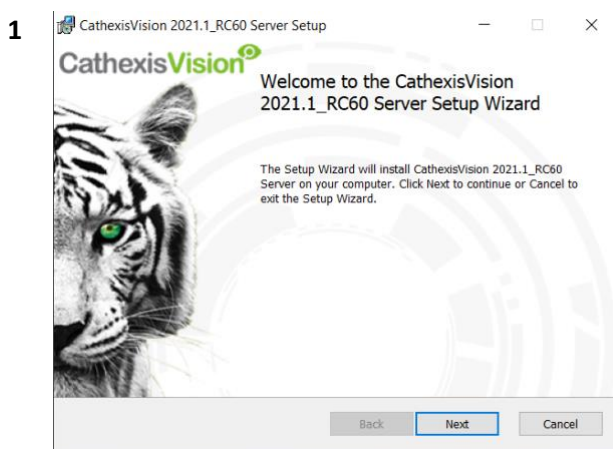 1
CathexisVision 2021.1_RC60 Server Setup
CathexisVision
Welcome to the CathexisVision
2021.1_RC60 Server Setup Wizard
The Setup Wizard will install CathexisVision 2021.1_RC60
Server on your computer. Click Next to continue or Cancel to
exit the Setup Wizard.
Back Next Cancel